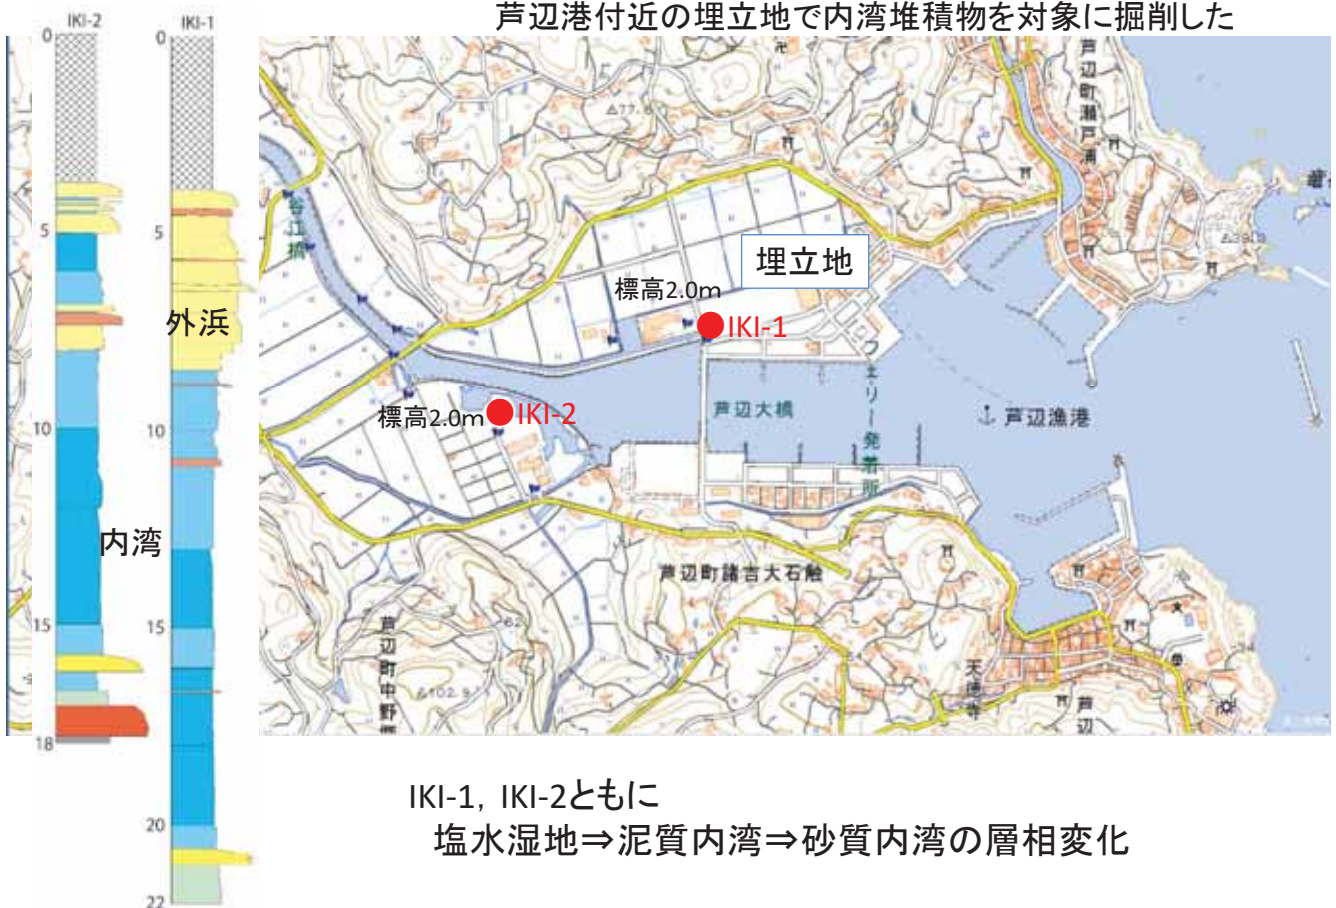 芦辺港付近の埋立地で内湾堆積物を対象に掘削した
IKI-2
IKI-1
0
5
10
15
18
0
5
10
15
20
22
外浜
内湾
谷江橋
77.
芦辺町瀬戸浦
埋立地
標高2.0m
IKI-1
標高2.0m
IKI-2
芦辺大橋
フェリー発着所
芦辺漁港
芦辺町諸吉大石触
芦辺町中野郷
102.9
天徳寺
芦辺
IKI-1, IKI-2ともに
塩水湿地⇒泥質内湾⇒砂質内湾の層相変化